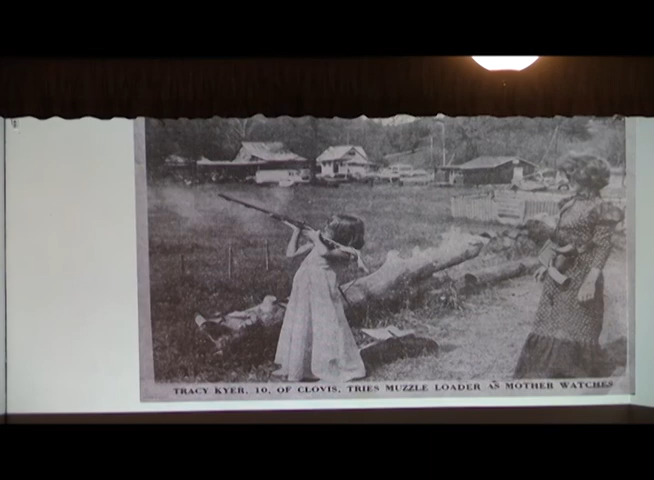 TRACY KYER, 10, OF CLOVIS, TRIES MUZZLE LOADER AS MOTHER WATCHES